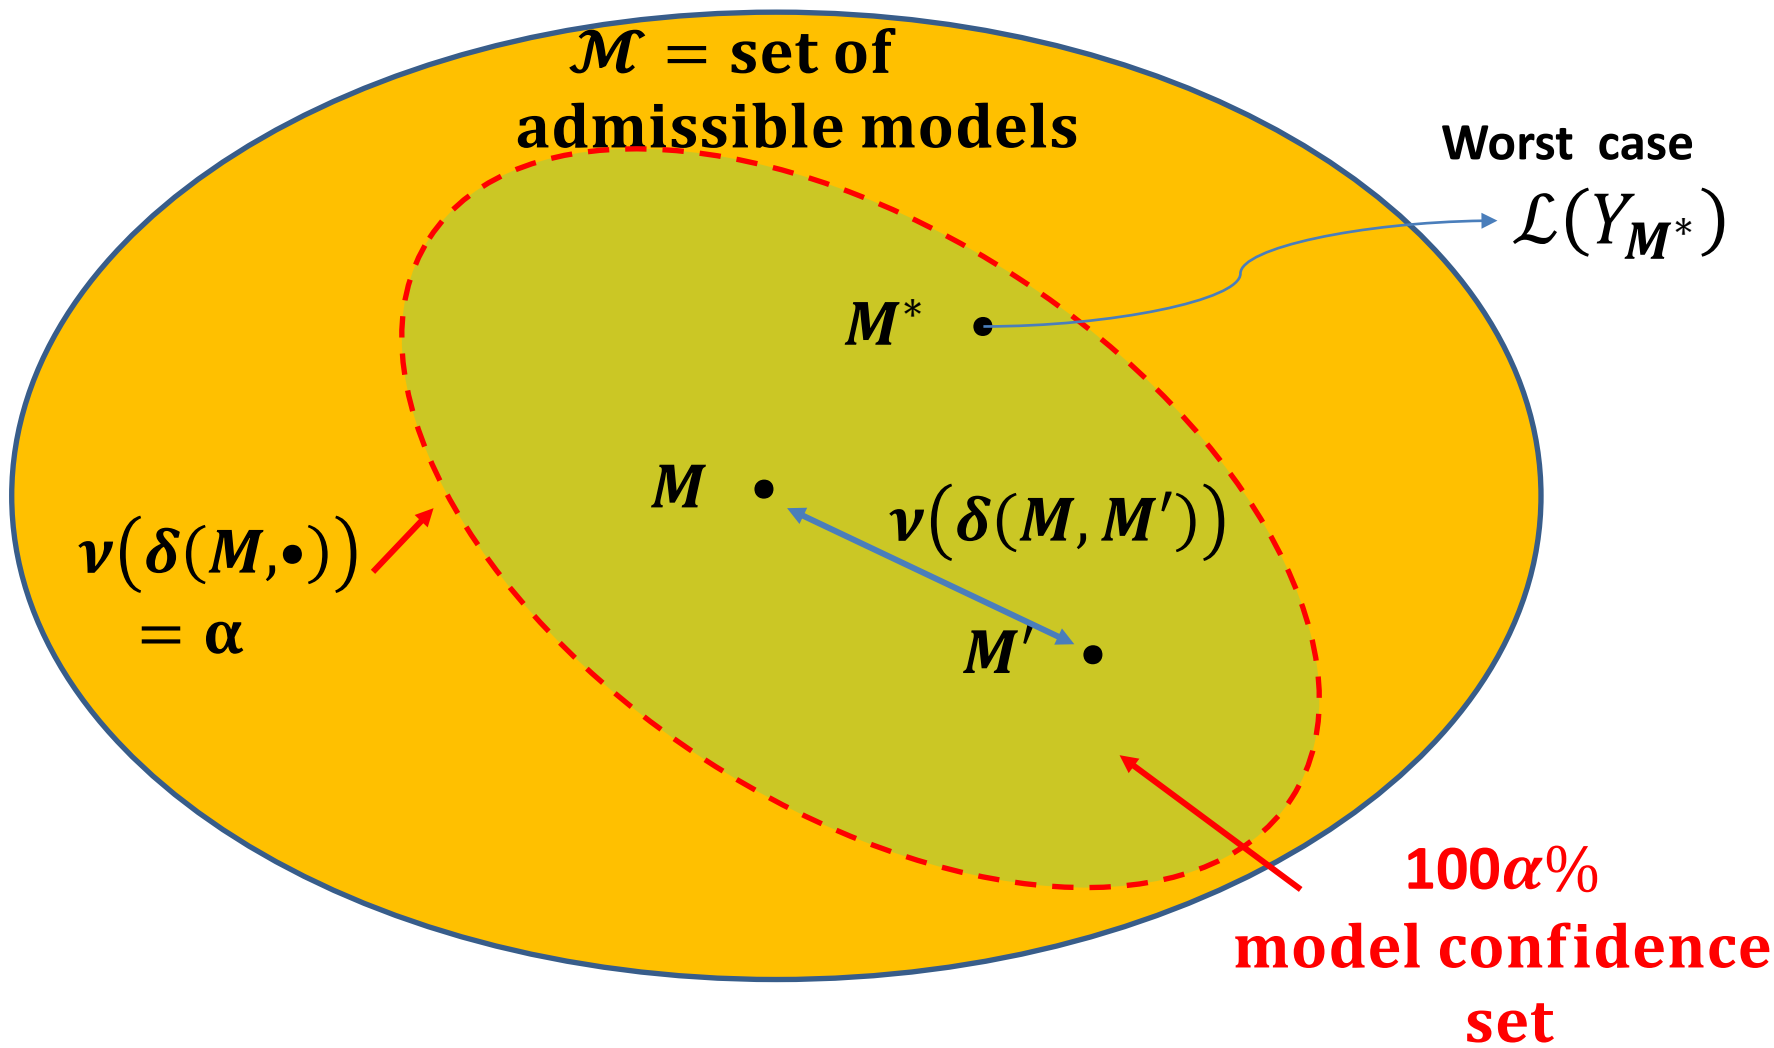 ℳ = set of
admissible models
Worst case
ℒ(Y_{M*})
M*
M
ν(δ(M, M′))
ν(δ(M,•))
= α
M′
100α%
model confidence
set